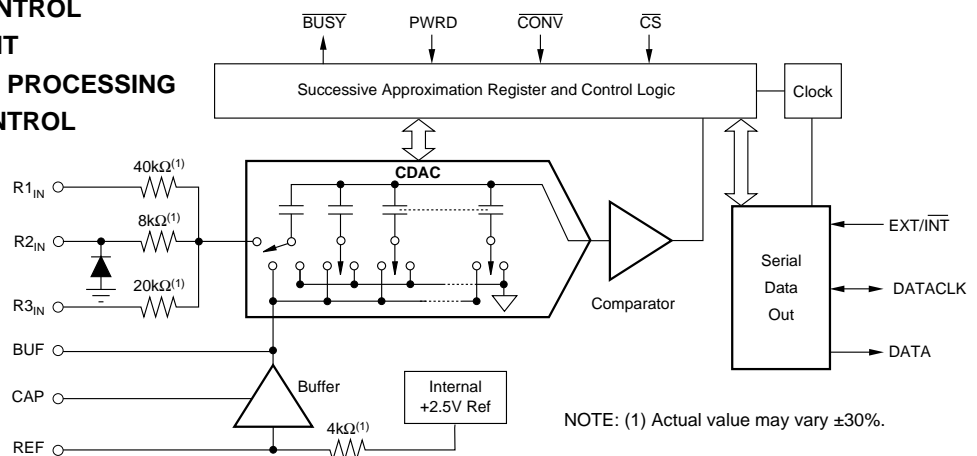 NTROL
NT
PROCESSING
NTROL
BUSY PWRD CONV CS
Successive Approximation Register and Control Logic
Clock
40kΩ(1)
R1IN
CDAC
8kΩ(1)
R2IN
20kΩ(1)
R3IN
Comparator
Serial
Data
Out
EXT/INT
DATACLK
DATA
BUF
Buffer
CAP
Internal
+2.5V Ref
4kΩ(1)
REF
NOTE: (1) Actual value may vary ±30%.